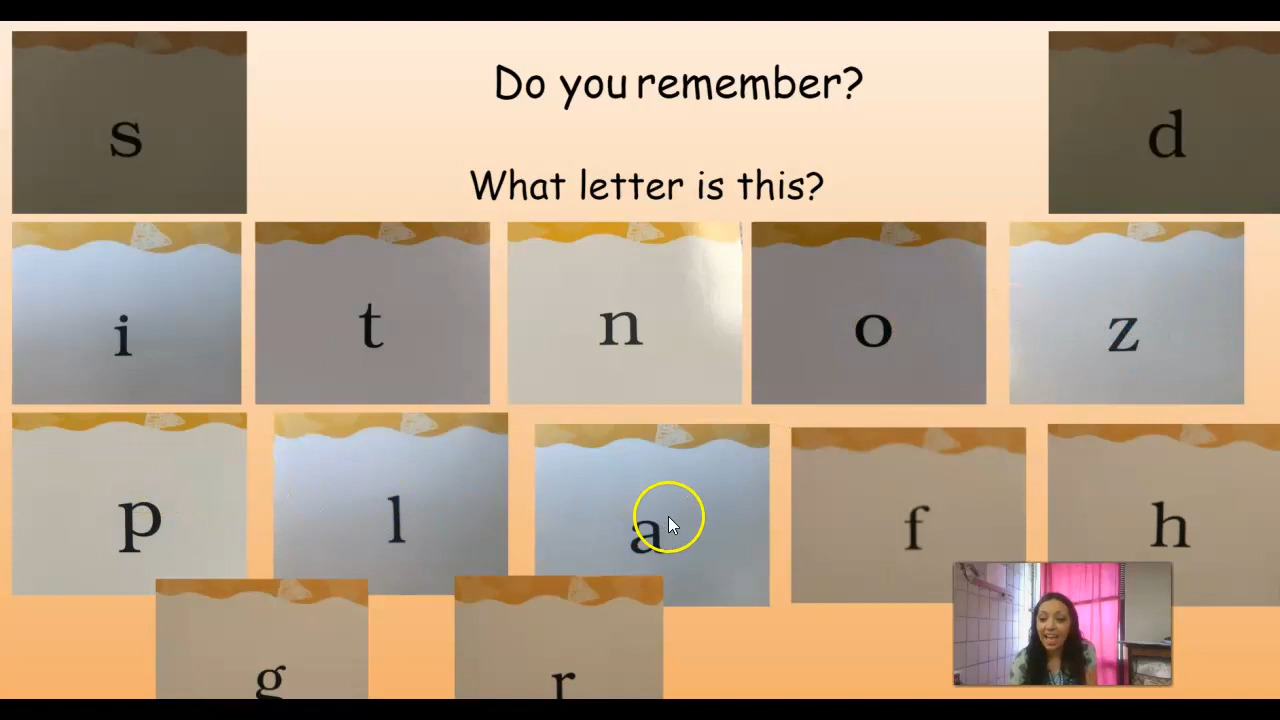 Do you remember?
s d
What letter is this?
i t n o z
p l a f h
g r